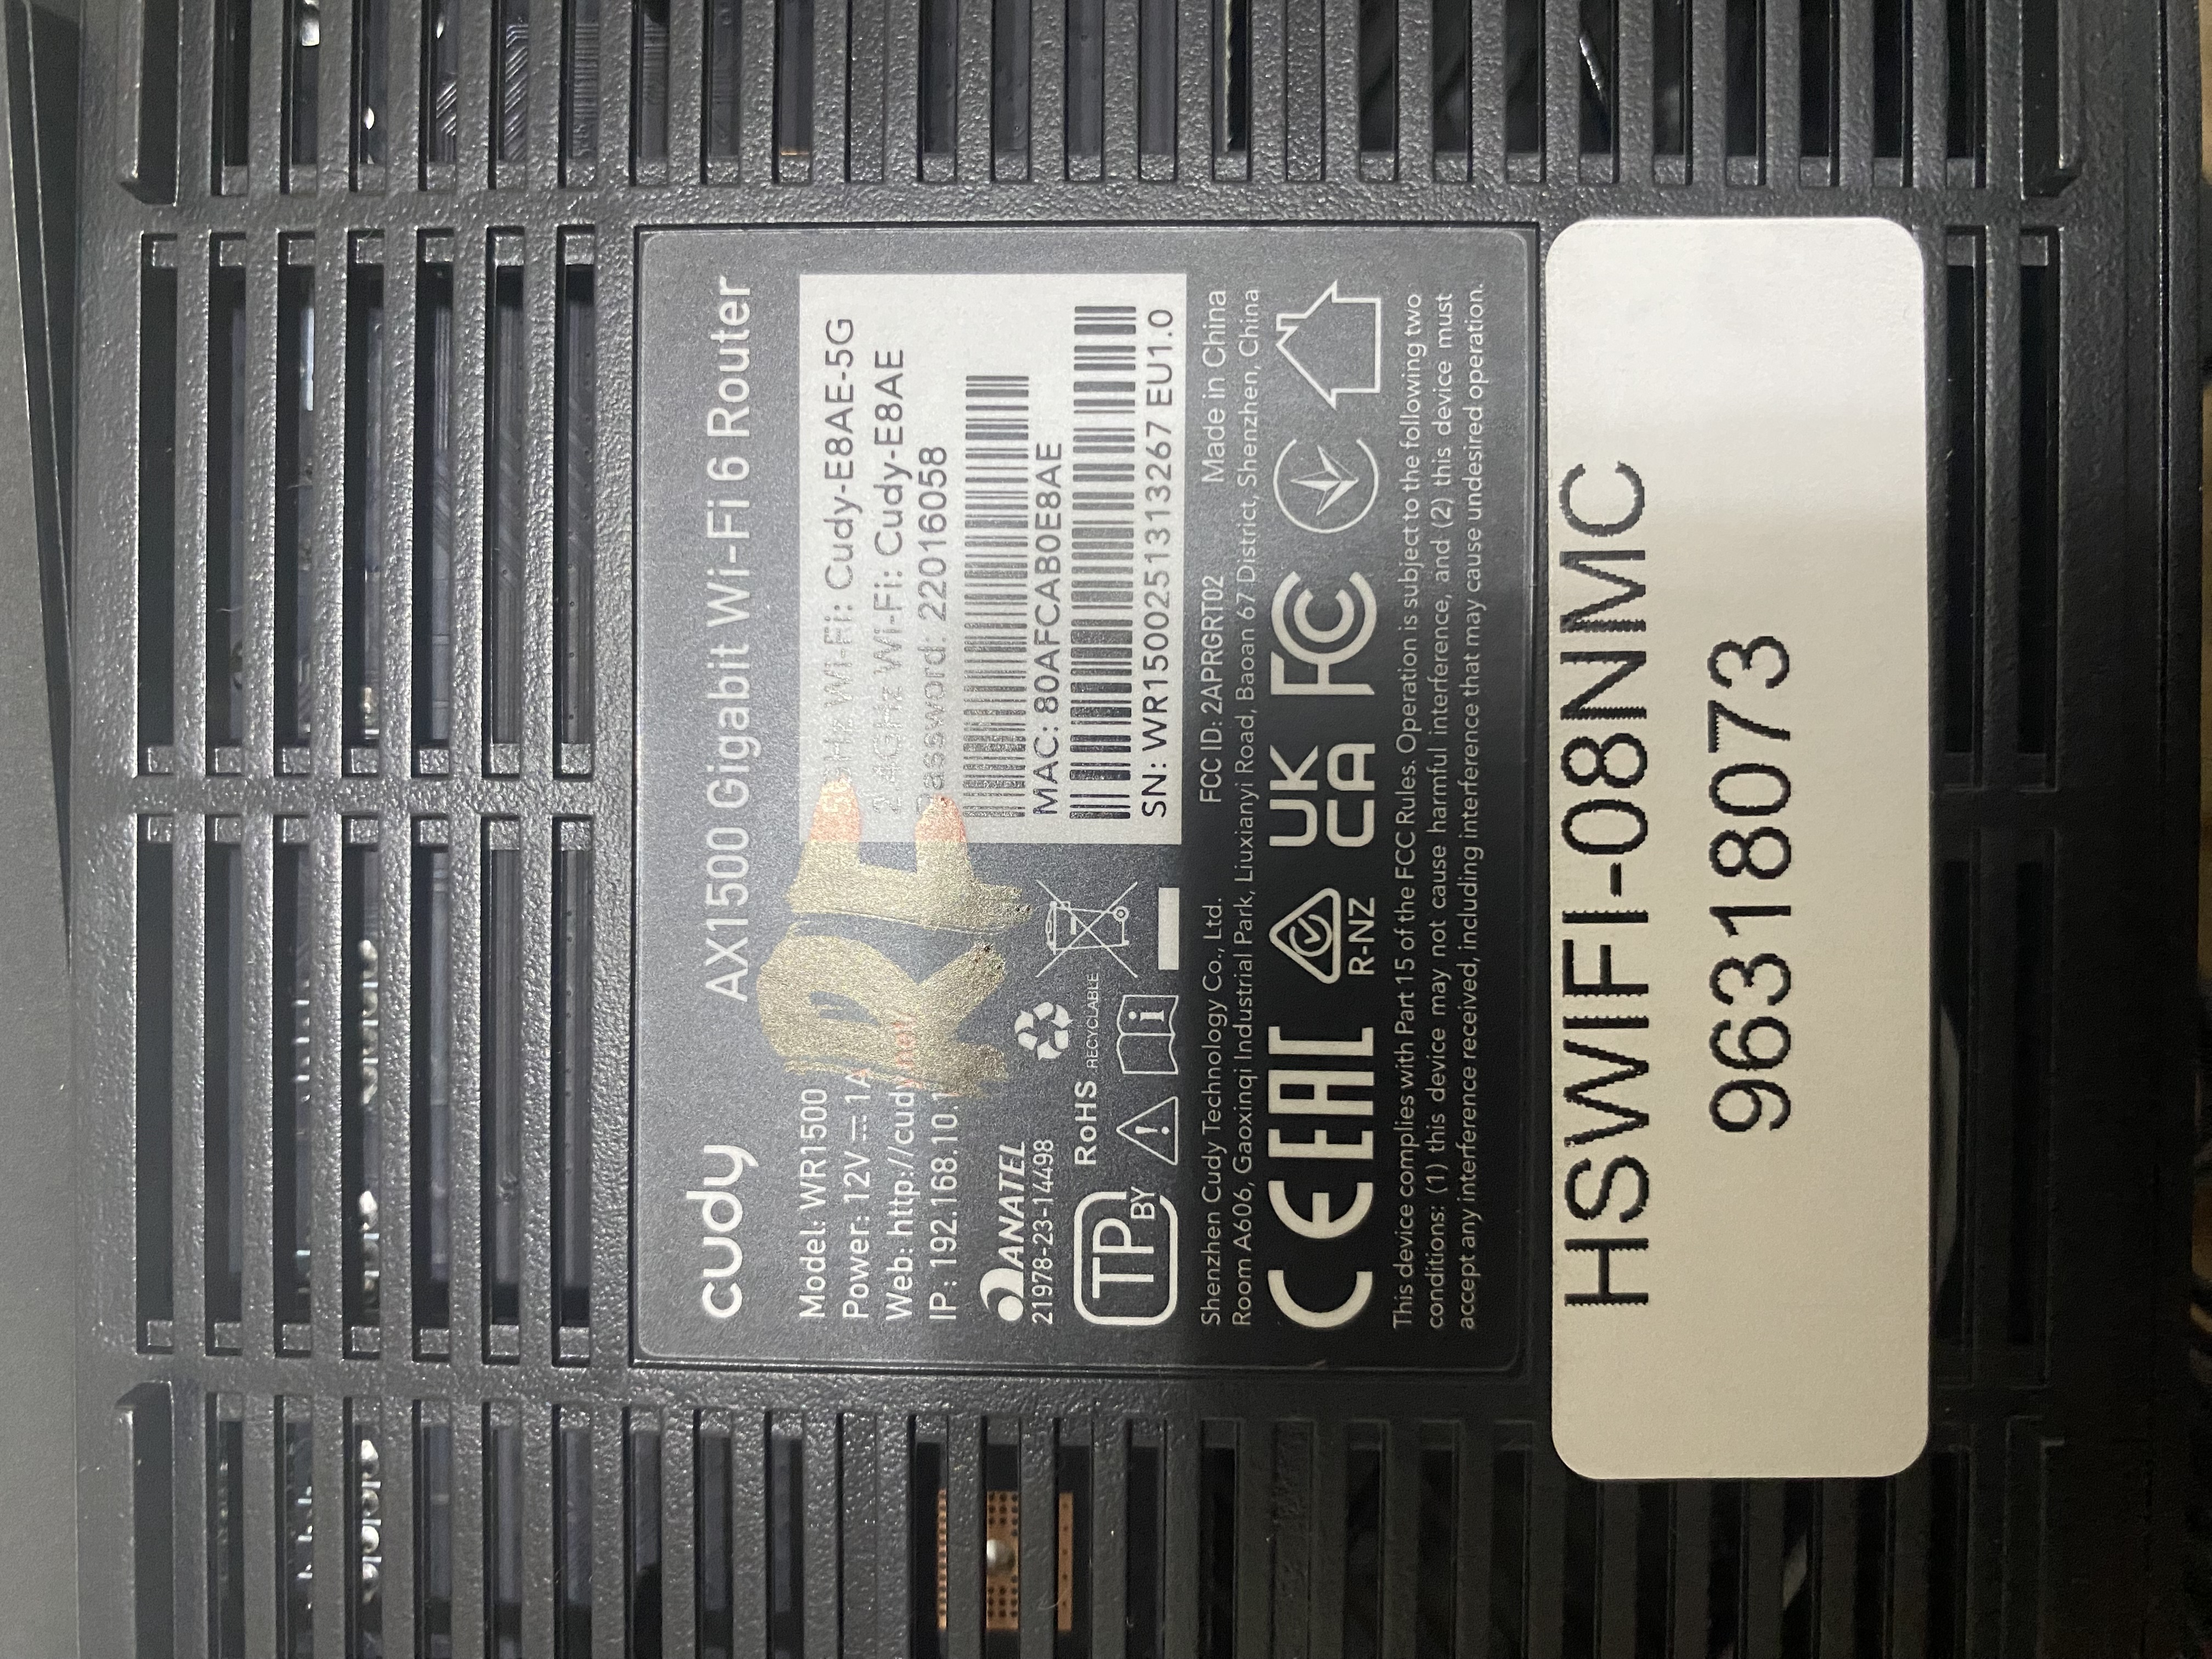 cudy
AX1500 Gigabit Wi-Fi 6 Router
Model: WR1500
Power: 12V ⎓ 1A
Web: http://cudy.net
IP: 192.168.10.1
RF
5GHz Wi-Fi: Cudy-E8AE-5G
2.4GHz Wi-Fi: Cudy-E8AE
Password: 22016058
MAC: 80AFCAB0E8AE
SN: WR1500251313267 EU1.0
ANATEL
21978-23-14498
RoHS
RECYCLABLE
TP
BY
Shenzhen Cudy Technology Co., Ltd.
FCC ID: 2APRGRT02
Made in China
Room A606, Gaoxinqi Industrial Park, Liuxianyi Road, Baoan 67 District, Shenzhen, China
CE EAC R-NZ UK CA FC
This device complies with Part 15 of the FCC Rules. Operation is subject to the following two
conditions: (1) this device may not cause harmful interference, and (2) this device must
accept any interference received, including interference that may cause undesired operation.
HSWIFI-08NMC
96318073